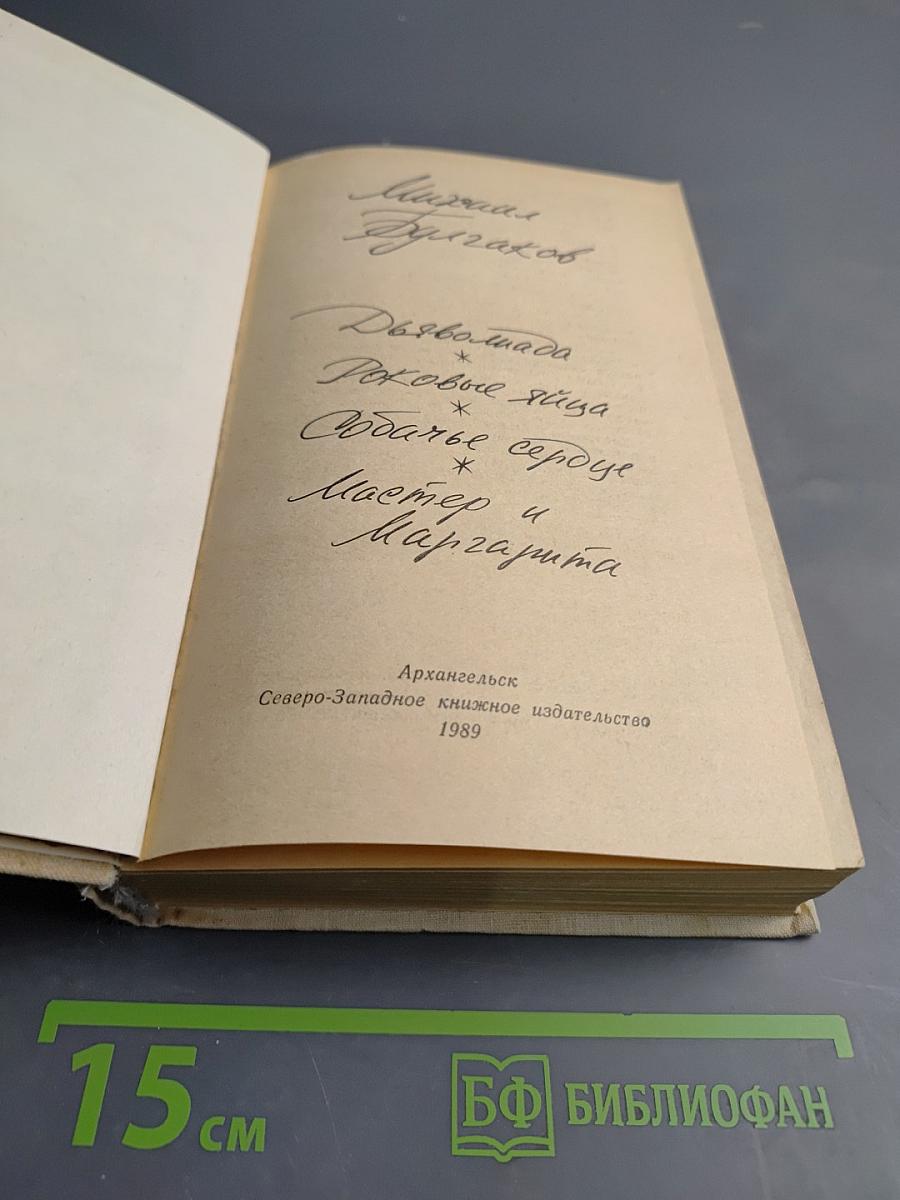 Михаил
Булгаков
Дьяволиада
*
Роковые яйца
*
Собачье сердце
*
Мастер и
Маргарита
Архангельск
Северо-Западное книжное издательство
1989
15 см
БФ БИБЛИОФАН